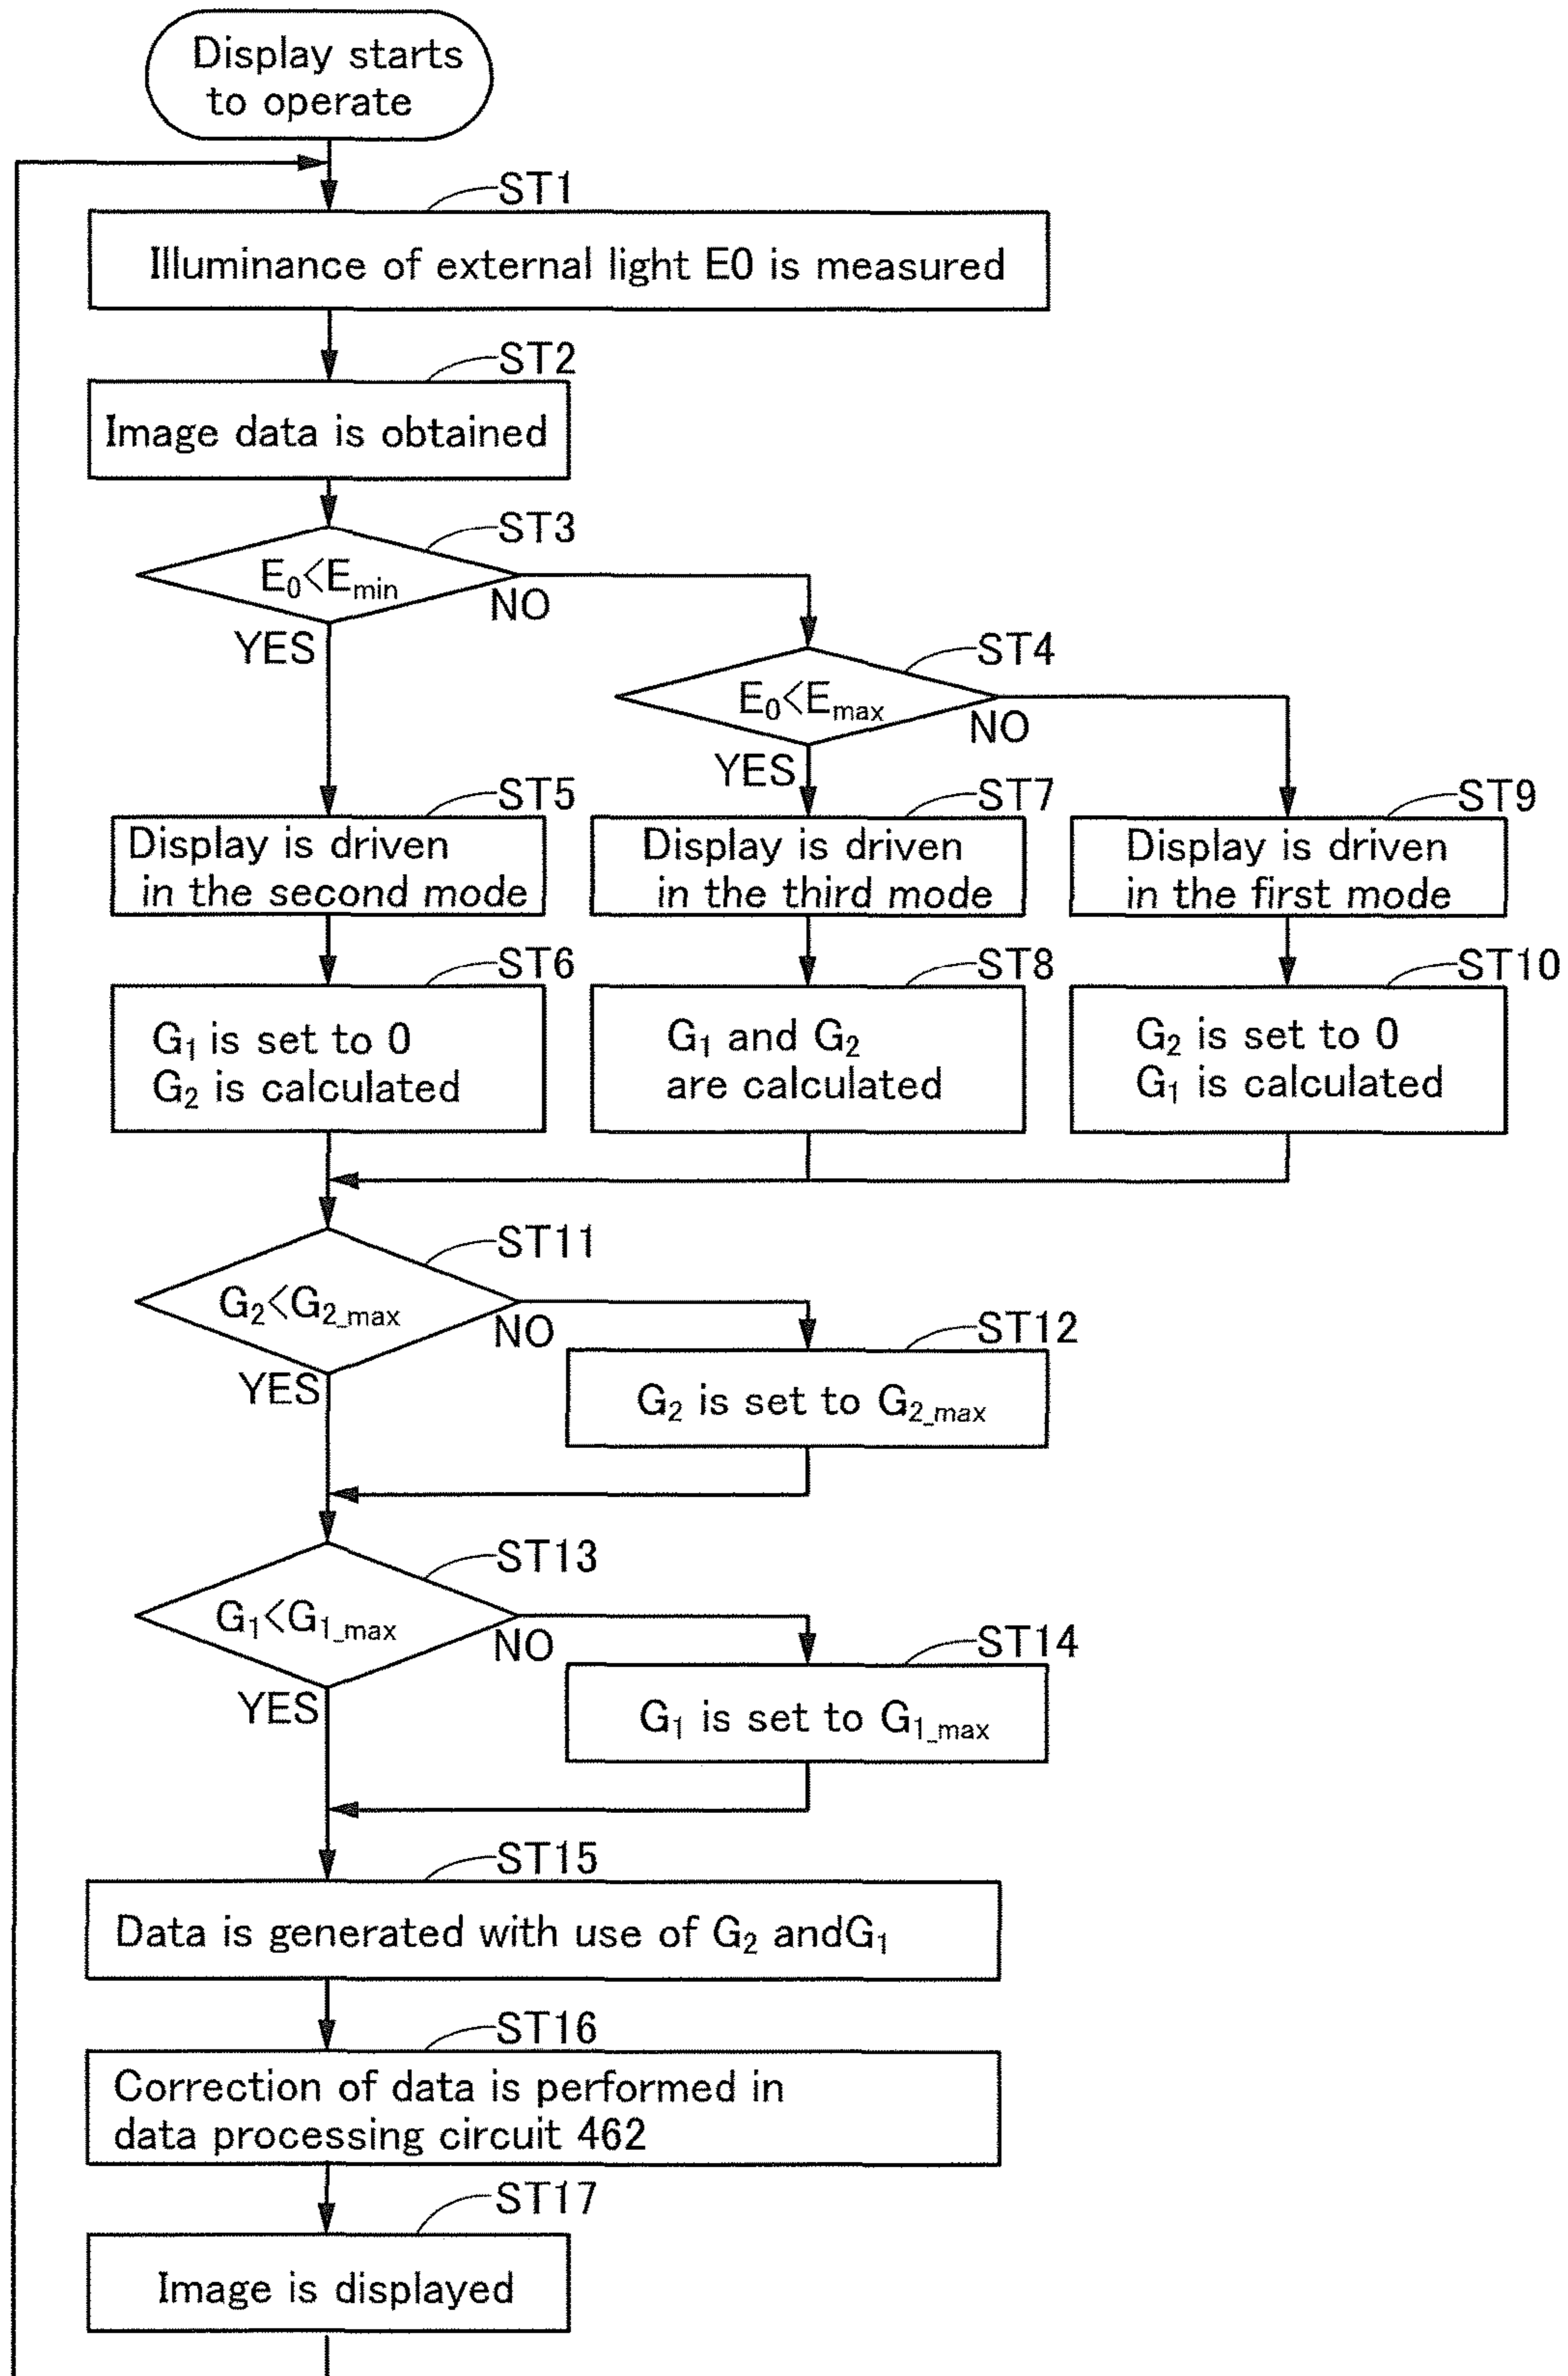 Display starts
to operate
ST1
Illuminance of external light E0 is measured
ST2
Image data is obtained
ST3
E₀<Eₘᵢₙ
NO
YES
ST4
E₀<Eₘₐₓ
NO
YES
ST5
Display is driven
in the second mode
ST7
Display is driven
in the third mode
ST9
Display is driven
in the first mode
ST6
G₁ is set to 0
G₂ is calculated
ST8
G₁ and G₂
are calculated
ST10
G₂ is set to 0
G₁ is calculated
ST11
G₂<G₂_ₘₐₓ
NO
YES
ST12
G₂ is set to G₂_ₘₐₓ
ST13
G₁<G₁_ₘₐₓ
NO
YES
ST14
G₁ is set to G₁_ₘₐₓ
ST15
Data is generated with use of G₂ andG₁
ST16
Correction of data is performed in
data processing circuit 462
ST17
Image is displayed